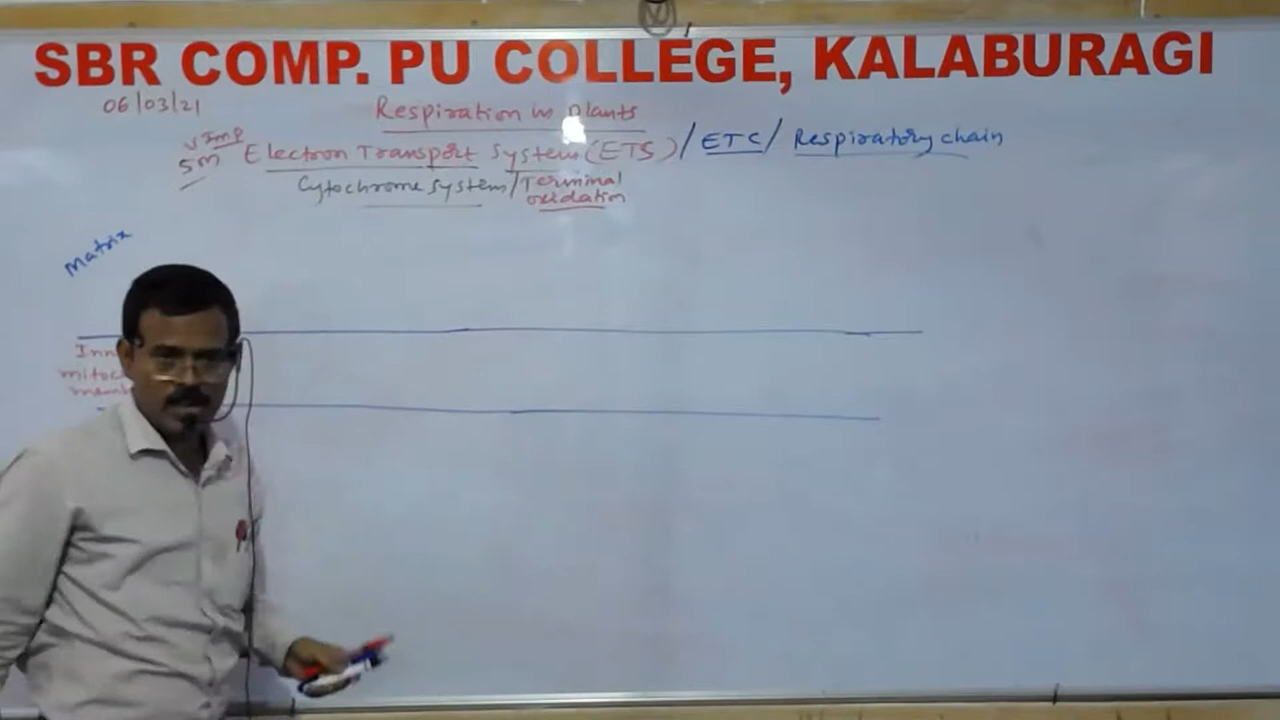 SBR COMP. PU COLLEGE, KALABURAGI
06/03/21
Respiration in Plants
vImp
5m Electron Transport System (ETS) / ETC / Respiratory chain
Cytochrome system / Terminal
oxidation
Matrix